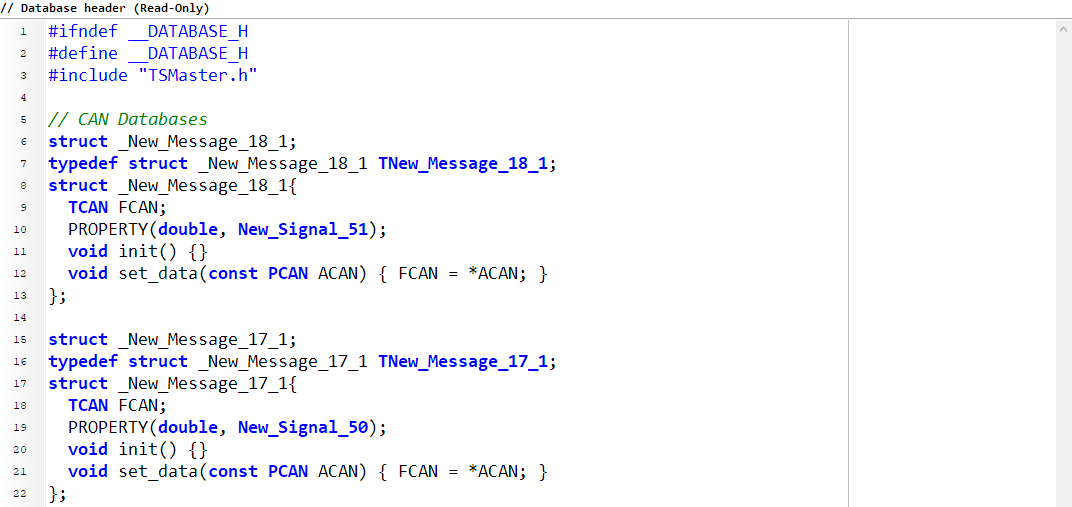 // Database header (Read-Only)
1 #ifndef __DATABASE_H
2 #define __DATABASE_H
3 #include "TSMaster.h"
4
5 // CAN Databases
6 struct _New_Message_18_1;
7 typedef struct _New_Message_18_1 TNew_Message_18_1;
8 struct _New_Message_18_1{
9 TCAN FCAN;
10 PROPERTY(double, New_Signal_51);
11 void init() {}
12 void set_data(const PCAN ACAN) { FCAN = *ACAN; }
13 };
14
15 struct _New_Message_17_1;
16 typedef struct _New_Message_17_1 TNew_Message_17_1;
17 struct _New_Message_17_1{
18 TCAN FCAN;
19 PROPERTY(double, New_Signal_50);
20 void init() {}
21 void set_data(const PCAN ACAN) { FCAN = *ACAN; }
22 };